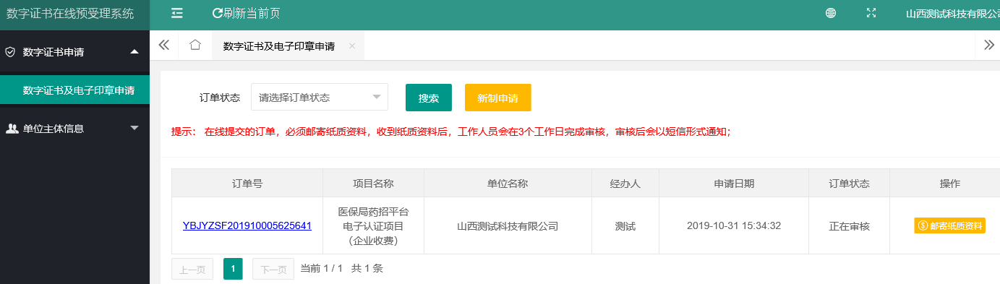 数字证书在线预受理系统
刷新当前页
山西测试科技有限公司
数字证书申请
数字证书及电子印章申请
数字证书及电子印章申请
单位主体信息
订单状态 请选择订单状态 搜索 新制申请
提示： 在线提交的订单，必须邮寄纸质资料，收到纸质资料后，工作人员会在3个工作日完成审核，审核后会以短信形式通知；
订单号 项目名称 单位名称 经办人 申请日期 订单状态 操作
YBJYZSF201910005625641 医保局药招平台
电子认证项目
（企业收费） 山西测试科技有限公司 测试 2019-10-31 15:34:32 正在审核 邮寄纸质资料
上一页 1 下一页 当前 1 / 1 共 1 条